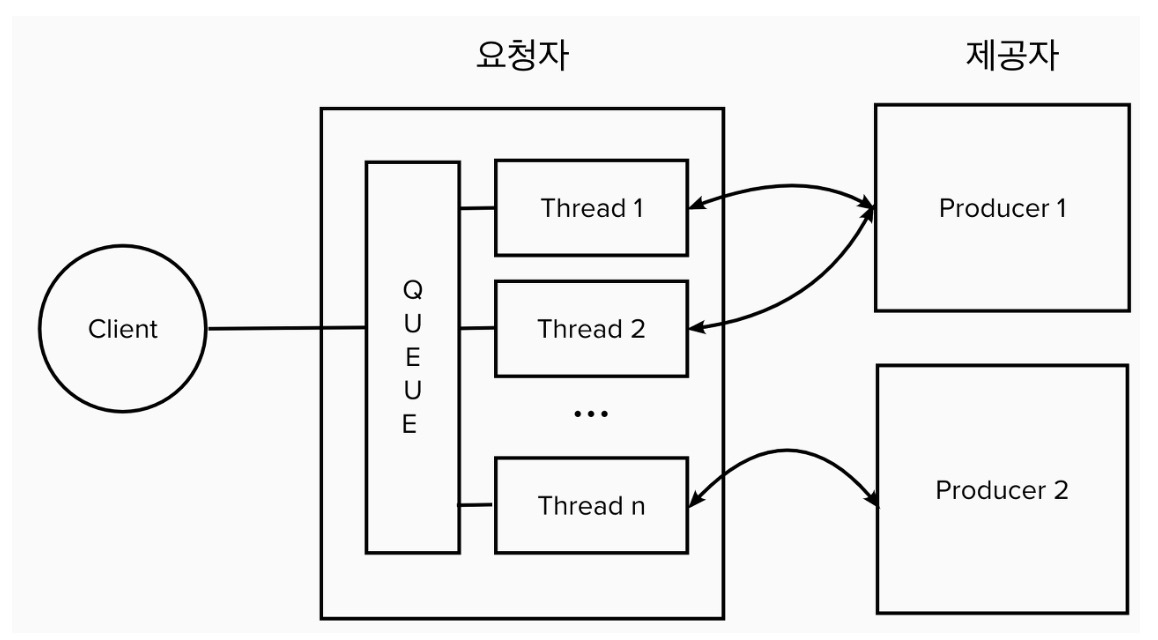 요청자
제공자
Client
Q
U
E
U
E
Thread 1
Thread 2
...
Thread n
Producer 1
Producer 2